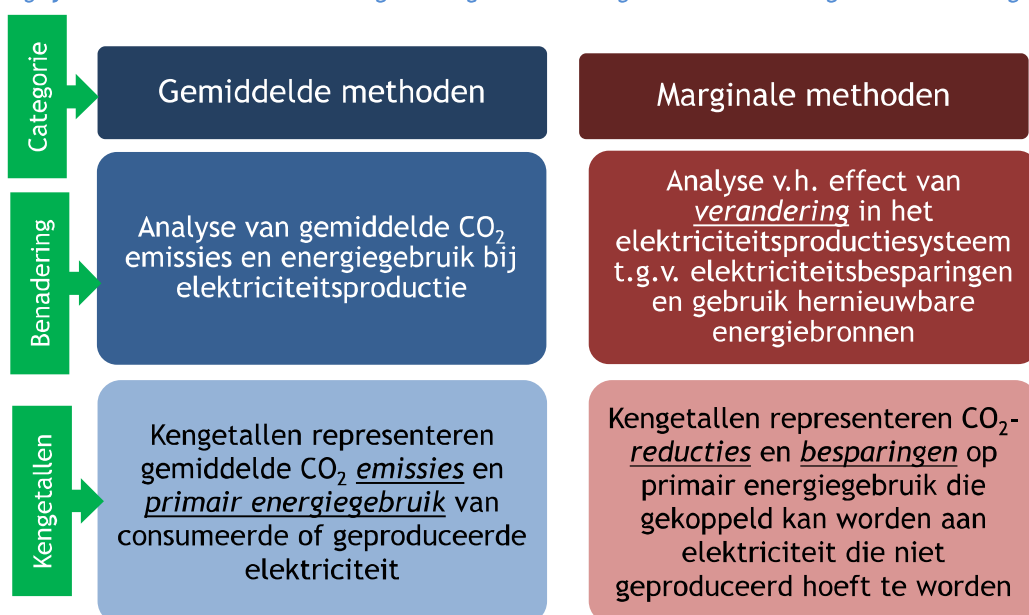 Categorie
Gemiddelde methoden
Marginale methoden
Benadering
Analyse van gemiddelde CO₂
emissies en energiegebruik bij
elektriciteitsproductie
Analyse v.h. effect van
verandering in het
elektriciteitsproductiesysteem
t.g.v. elektriciteitsbesparingen
en gebruik hernieuwbare
energiebronnen
Kengetallen
Kengetallen representeren
gemiddelde CO₂ emissies en
primair energiegebruik van
consumeerde of geproduceerde
elektriciteit
Kengetallen representeren CO₂-
reducties en besparingen op
primair energiegebruik die
gekoppeld kan worden aan
elektriciteit die niet
geproduceerd hoeft te worden